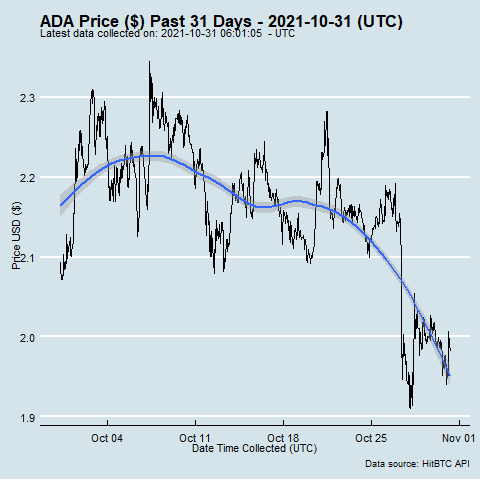 ADA Price ($) Past 31 Days - 2021-10-31 (UTC)
Latest data collected on: 2021-10-31 06:01:05 - UTC
Price USD ($)
2.3
2.2
2.1
2.0
1.9
Oct 04 Oct 11 Oct 18 Oct 25 Nov 01
Date Time Collected (UTC)
Data source: HitBTC API